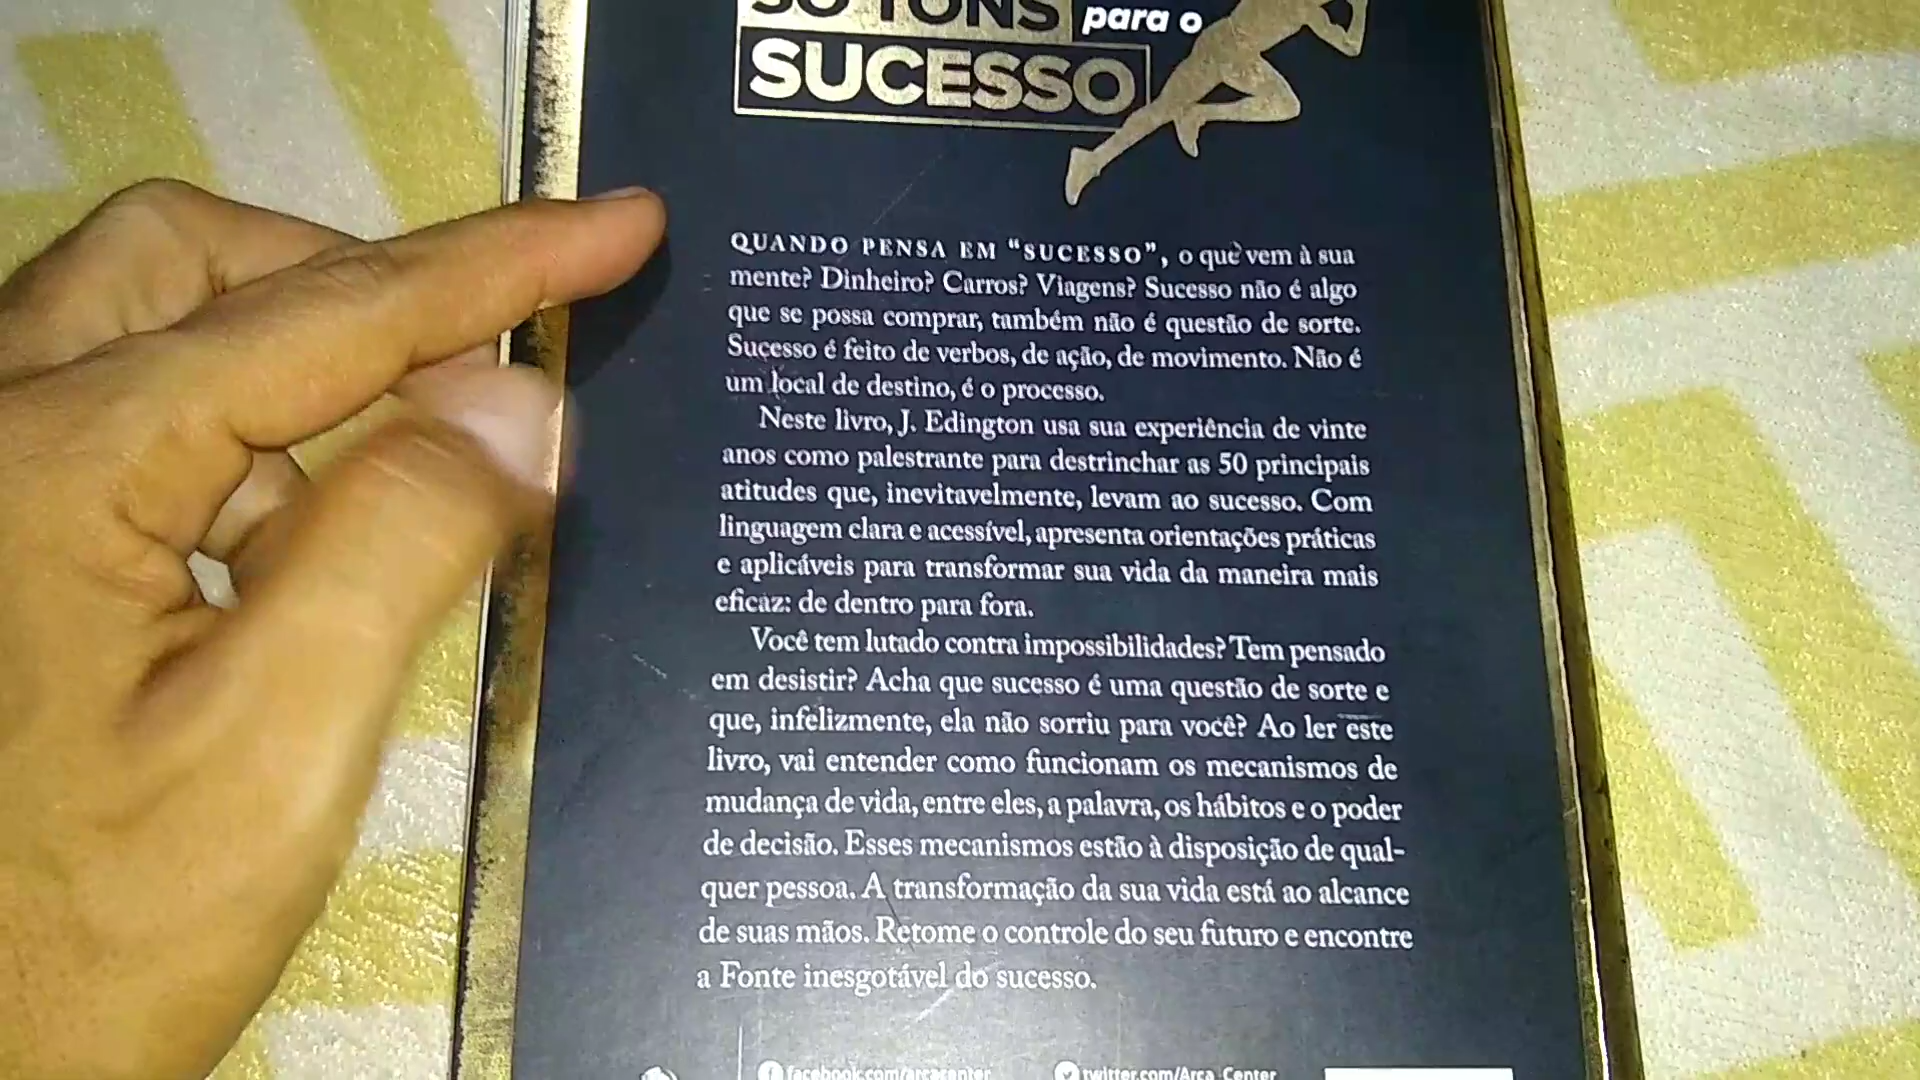 50 TONS para o
SUCESSO
QUANDO PENSA EM “SUCESSO”, o que vem à sua
mente? Dinheiro? Carros? Viagens? Sucesso não é algo
que se possa comprar, também não é questão de sorte.
Sucesso é feito de verbos, de ação, de movimento. Não é
um local de destino, é o processo.
Neste livro, J. Edington usa sua experiência de vinte
anos como palestrante para destrinchar as 50 principais
atitudes que, inevitavelmente, levam ao sucesso. Com
linguagem clara e acessível, apresenta orientações práticas
e aplicáveis para transformar sua vida da maneira mais
eficaz: de dentro para fora.
Você tem lutado contra impossibilidades? Tem pensado
em desistir? Acha que sucesso é uma questão de sorte e
que, infelizmente, ela não sorriu para você? Ao ler este
livro, vai entender como funcionam os mecanismos de
mudança de vida, entre eles, a palavra, os hábitos e o poder
de decisão. Esses mecanismos estão à disposição de qual-
quer pessoa. A transformação da sua vida está ao alcance
de suas mãos. Retome o controle do seu futuro e encontre
a Fonte inesgotável do sucesso.
facebook.com/arcacenter twitter.com/Arca_Center